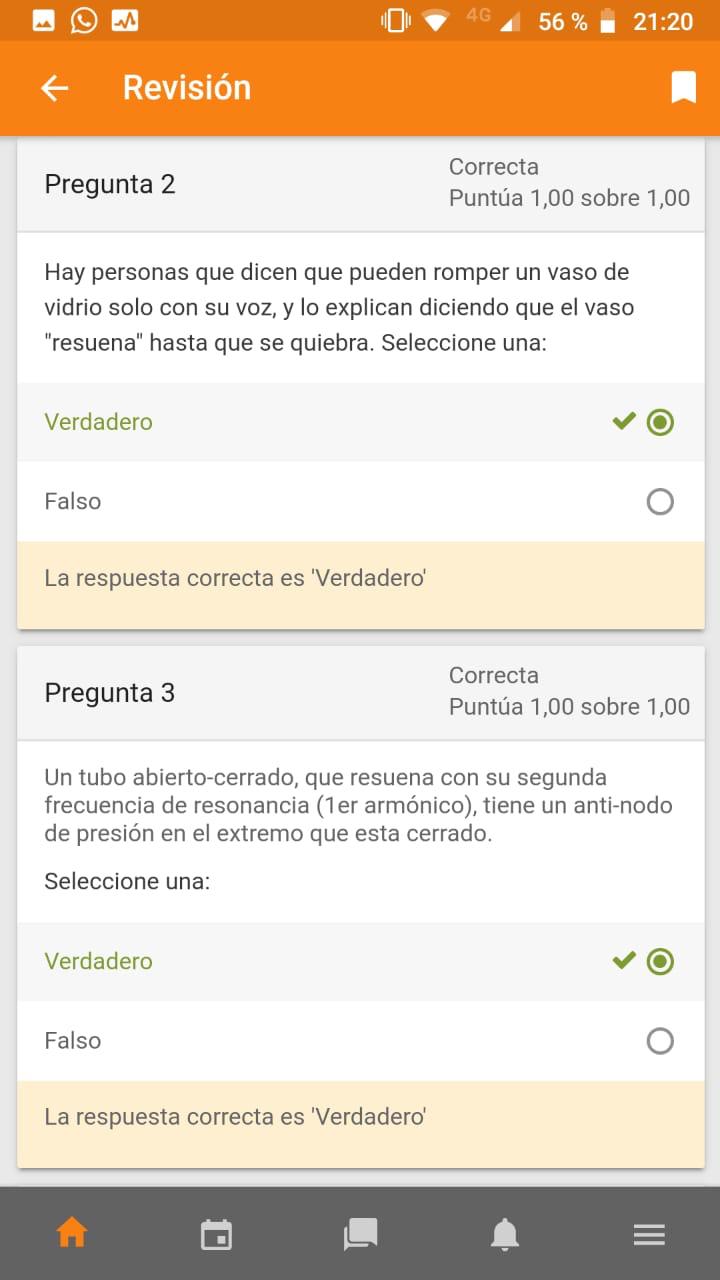 4G 56 % 21:20
Revisión
Pregunta 2
Correcta
Puntúa 1,00 sobre 1,00
Hay personas que dicen que pueden romper un vaso de
vidrio solo con su voz, y lo explican diciendo que el vaso
"resuena" hasta que se quiebra. Seleccione una:
Verdadero
Falso
La respuesta correcta es 'Verdadero'
Pregunta 3
Correcta
Puntúa 1,00 sobre 1,00
Un tubo abierto-cerrado, que resuena con su segunda
frecuencia de resonancia (1er armónico), tiene un anti-nodo
de presión en el extremo que esta cerrado.
Seleccione una:
Verdadero
Falso
La respuesta correcta es 'Verdadero'